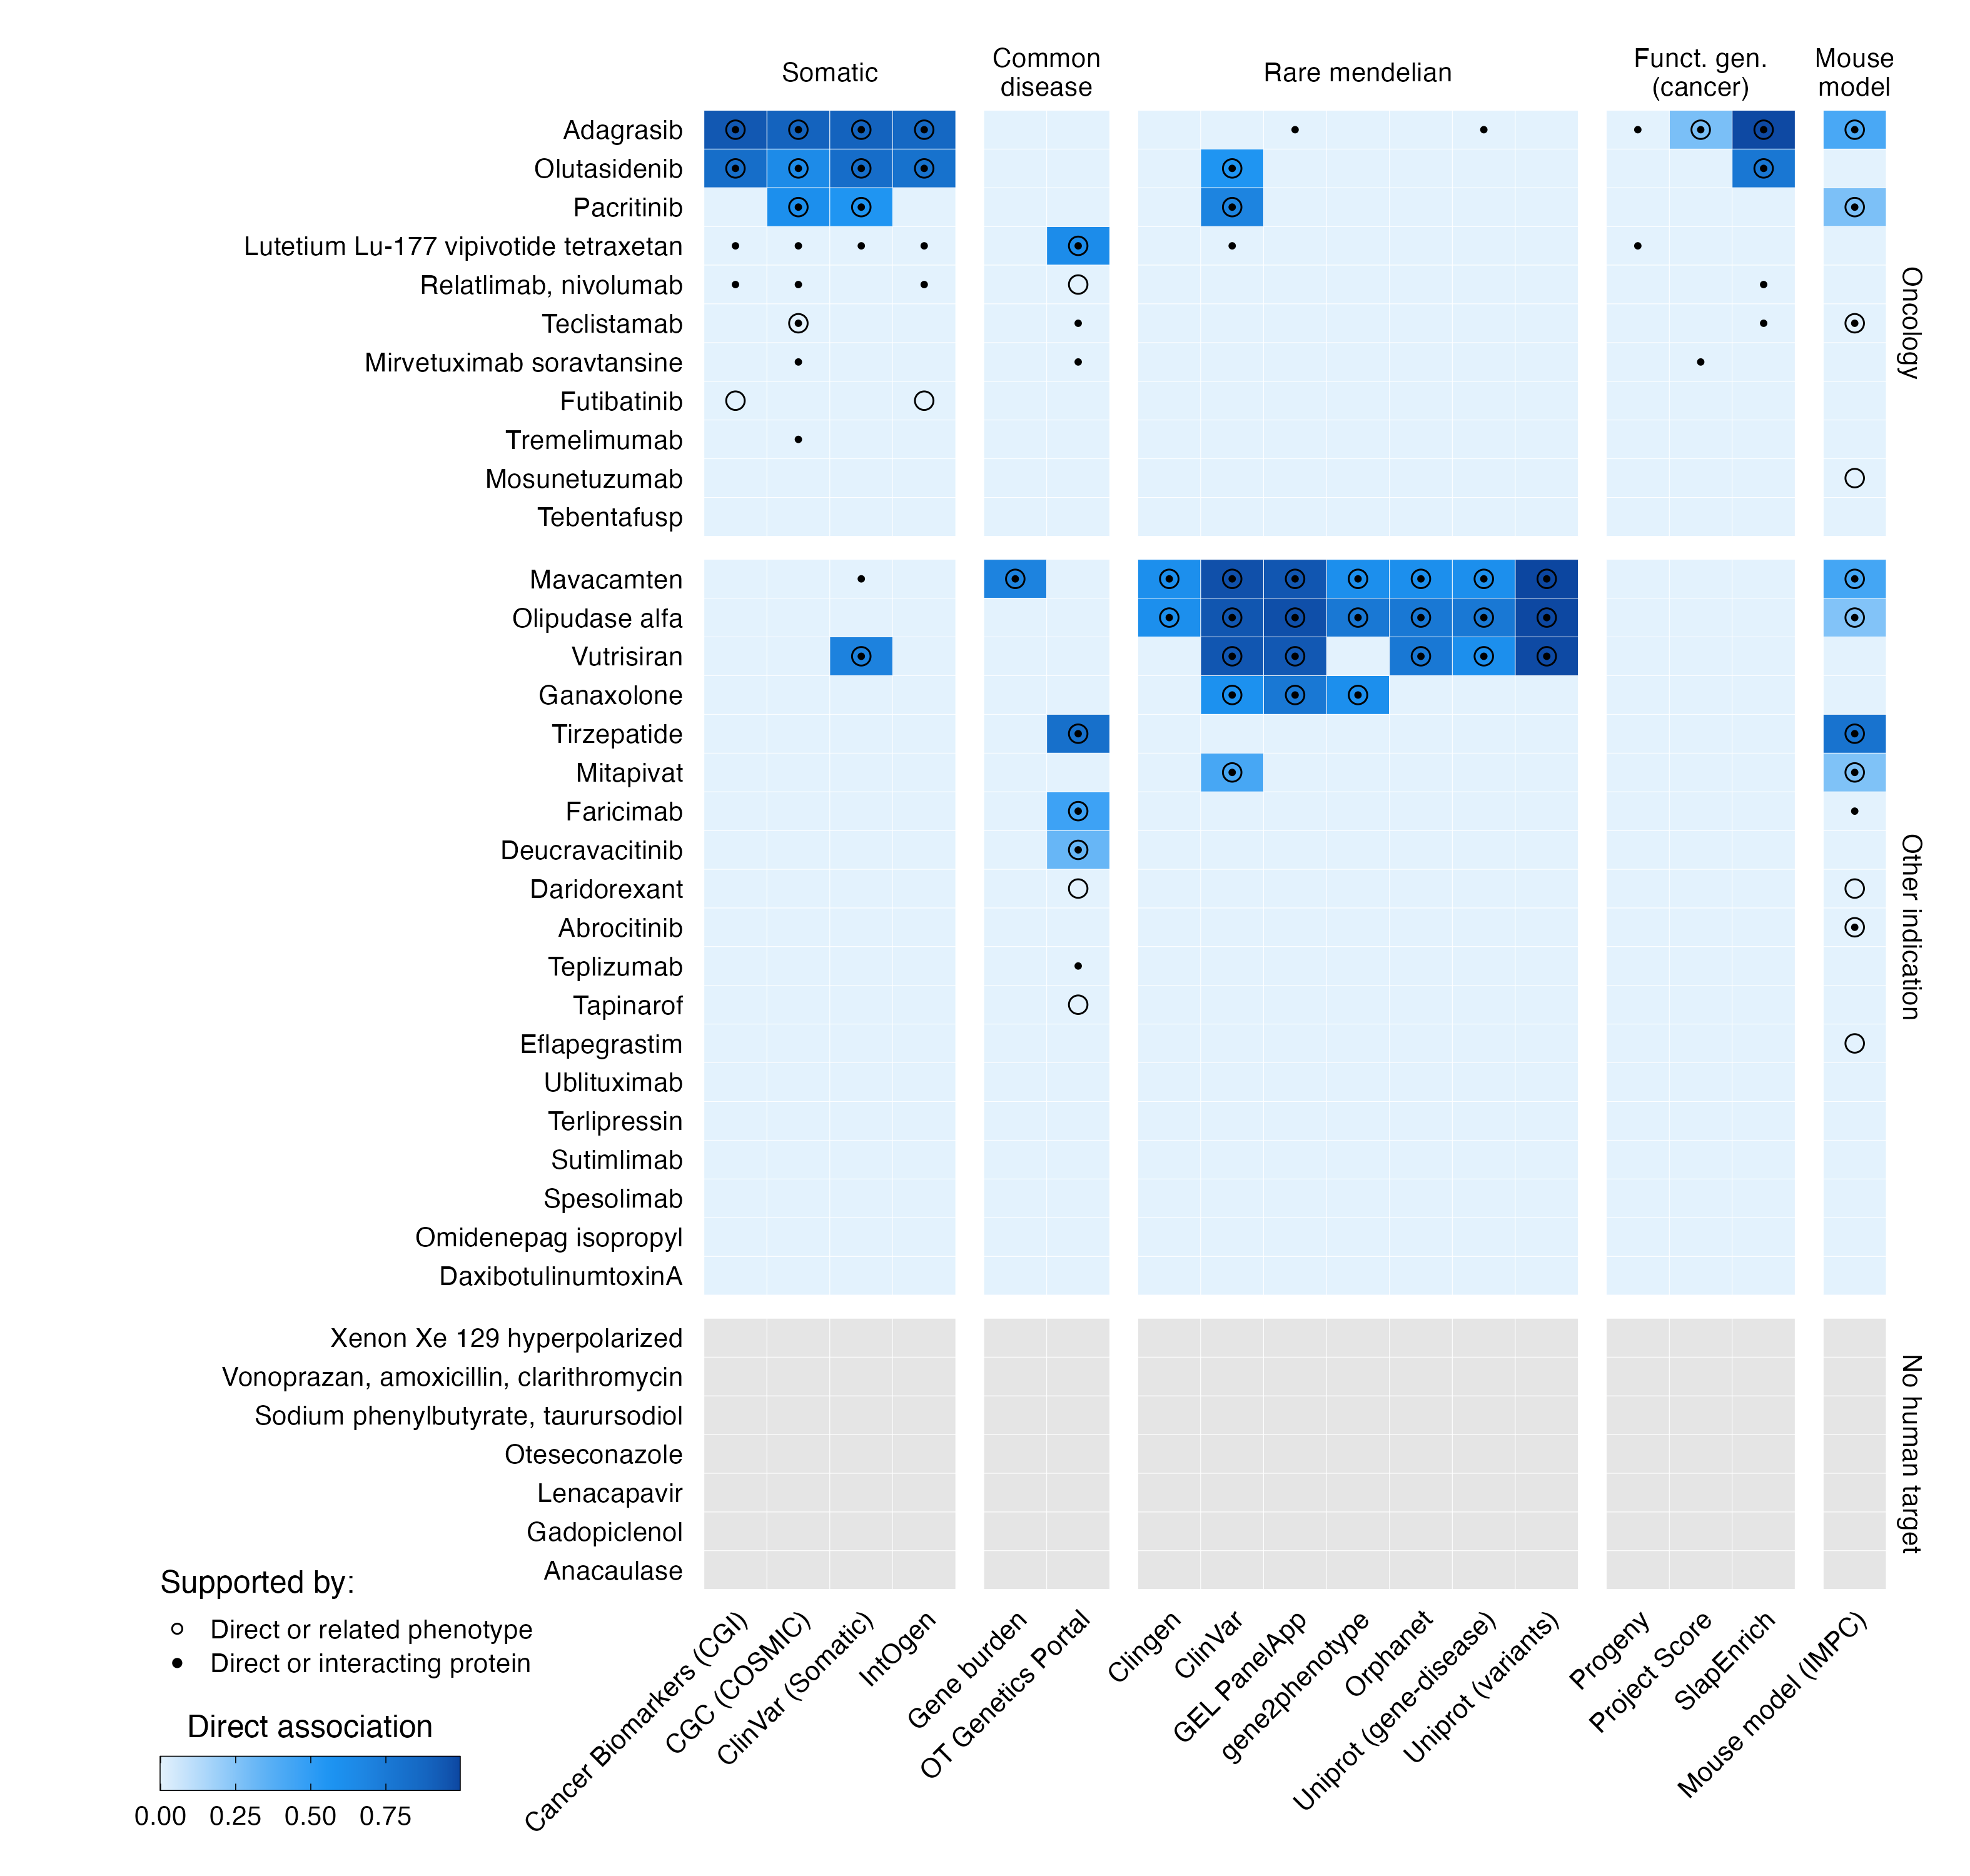 Somatic
Common
disease
Rare mendelian
Funct. gen.
(cancer)
Mouse
model
Adagrasib
Olutasidenib
Pacritinib
Lutetium Lu-177 vipivotide tetraxetan
Relatlimab, nivolumab
Teclistamab
Mirvetuximab soravtansine
Futibatinib
Tremelimumab
Mosunetuzumab
Tebentafusp
Oncology
Mavacamten
Olipudase alfa
Vutrisiran
Ganaxolone
Tirzepatide
Mitapivat
Faricimab
Deucravacitinib
Daridorexant
Abrocitinib
Teplizumab
Tapinarof
Eflapegrastim
Ublituximab
Terlipressin
Sutimlimab
Spesolimab
Omidenepag isopropyl
DaxibotulinumtoxinA
Other indication
Xenon Xe 129 hyperpolarized
Vonoprazan, amoxicillin, clarithromycin
Sodium phenylbutyrate, taurursodiol
Oteseconazole
Lenacapavir
Gadopiclenol
Anacaulase
No human target
Cancer Biomarkers (CGI)
CGC (COSMIC)
ClinVar (Somatic)
IntOgen
Gene burden
OT Genetics Portal
Clingen
ClinVar
GEL PanelApp
gene2phenotype
Orphanet
Uniprot (gene-disease)
Uniprot (variants)
Progeny
Project Score
SlapEnrich
Mouse model (IMPC)
Supported by:
Direct or related phenotype
Direct or interacting protein
Direct association
0.00 0.25 0.50 0.75